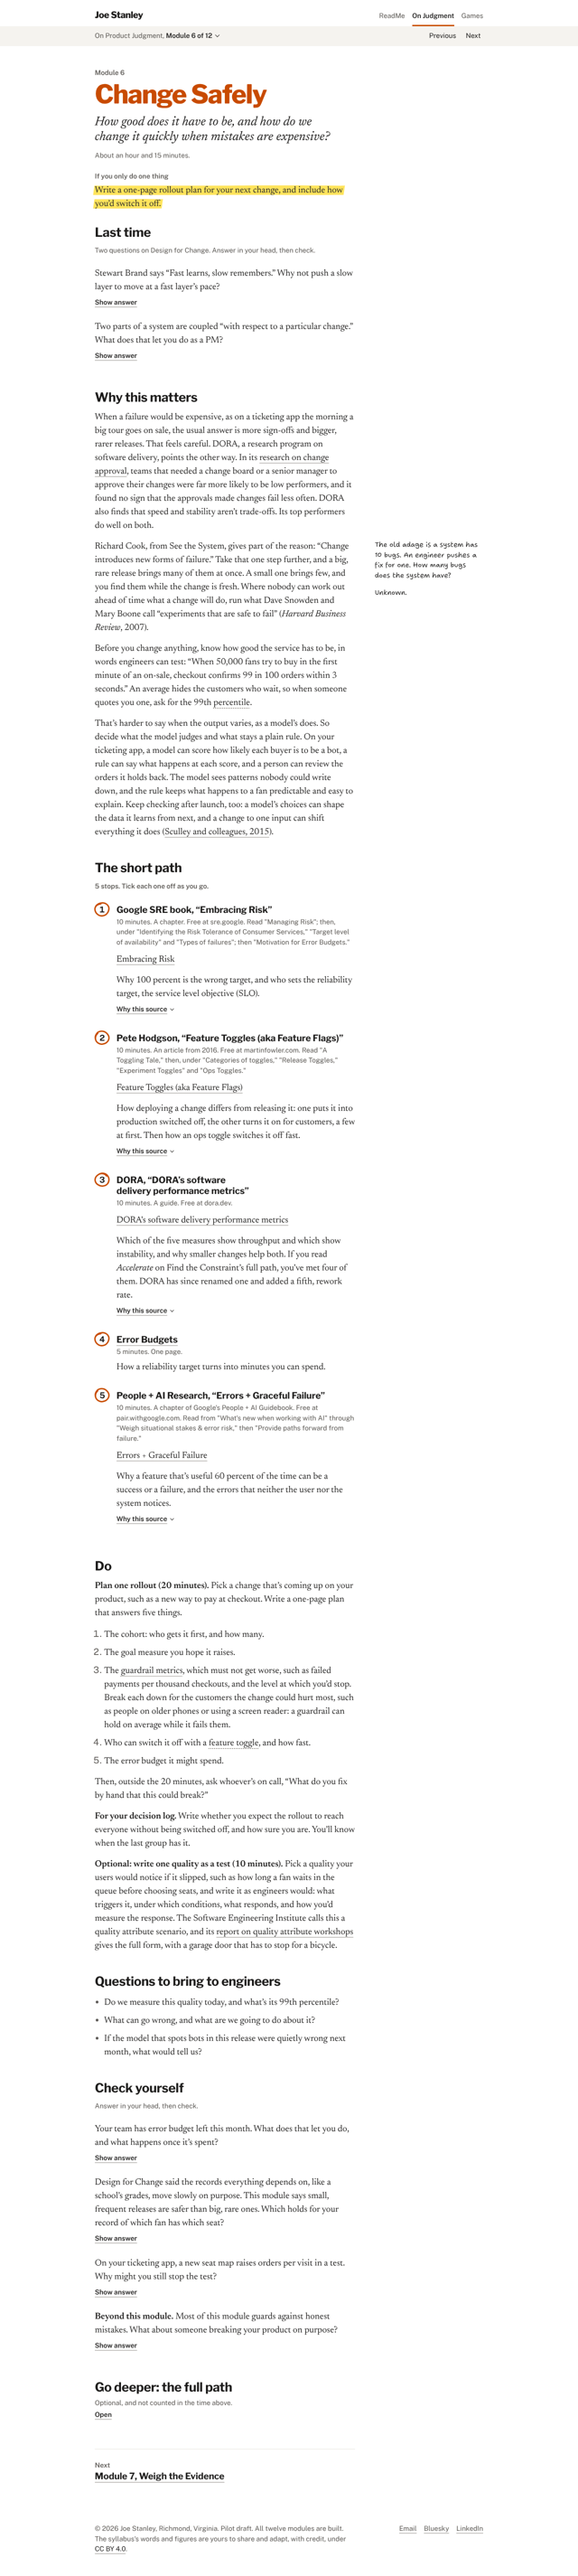 Joe Stanley
ReadMe On Judgment Games
On Product Judgment, Module 6 of 12
Previous Next
Module 6
Change Safely
How good does it have to be, and how do we
change it quickly when mistakes are expensive?
About an hour and 15 minutes.
If you only do one thing
Write a one-page rollout plan for your next change, and include how
you'd switch it off.
Last time
Two questions on Design for Change. Answer in your head, then check.
Stewart Brand says “Fast learns, slow remembers.” Why not push a slow
layer to move at a fast layer's pace?
Show answer
Two parts of a system are coupled “with respect to a particular change.”
What does that let you do as a PM?
Show answer
Why this matters
When a failure would be expensive, as on a ticketing app the morning a
big tour goes on sale, the usual answer is more sign-offs and bigger,
rarer releases. That feels careful. DORA, a research program on
software delivery, points the other way. In its research on change
approval, teams that needed a change board or a senior manager to
approve their changes were far more likely to be low performers, and it
found no sign that the approvals made changes fail less often. DORA
also finds that speed and stability aren't trade-offs. Its top performers
do well on both.
Richard Cook, from See the System, gives part of the reason: “Change
introduces new forms of failure.” Take that one step further, and a big,
rare release brings many of them at once. A small one brings few, and
you find them while the change is fresh. Where nobody can work out
ahead of time what a change will do, run what Dave Snowden and
Mary Boone call “experiments that are safe to fail” (Harvard Business
Review, 2007).
The old adage is a system has
10 bugs. An engineer pushes a
fix for one. How many bugs
does the system have?
Unknown.
Before you change anything, know how good the service has to be, in
words engineers can test: “When 50,000 fans try to buy in the first
minute of an on-sale, checkout confirms 99 in 100 orders within 3
seconds.” An average hides the customers who wait, so when someone
quotes you one, ask for the 99th percentile.
That's harder to say when the output varies, as a model's does. So
decide what the model judges and what stays a plain rule. On your
ticketing app, a model can score how likely each buyer is to be a bot, a
rule can say what happens at each score, and a person can review the
orders it holds back. The model sees patterns nobody could write
down, and the rule keeps what happens to a fan predictable and easy to
explain. Keep checking after launch, too: a model's choices can shape
the data it learns from next, and a change to one input can shift
everything it does (Sculley and colleagues, 2015).
The short path
5 stops. Tick each one off as you go.
1
Google SRE book, “Embracing Risk”
10 minutes. A chapter. Free at sre.google. Read "Managing Risk"; then,
under "Identifying the Risk Tolerance of Consumer Services," "Target level
of availability" and "Types of failures"; then "Motivation for Error Budgets."
Embracing Risk
Why 100 percent is the wrong target, and who sets the reliability
target, the service level objective (SLO).
Why this source
2
Pete Hodgson, “Feature Toggles (aka Feature Flags)”
10 minutes. An article from 2016. Free at martinfowler.com. Read "A
Toggling Tale," then, under "Categories of toggles," "Release Toggles,"
"Experiment Toggles" and "Ops Toggles."
Feature Toggles (aka Feature Flags)
How deploying a change differs from releasing it: one puts it into
production switched off, the other turns it on for customers, a few
at first. Then how an ops toggle switches it off fast.
Why this source
3
DORA, “DORA's software
delivery performance metrics”
10 minutes. A guide. Free at dora.dev.
DORA's software delivery performance metrics
Which of the five measures show throughput and which show
instability, and why smaller changes help both. If you read
Accelerate on Find the Constraint's full path, you've met four of
them. DORA has since renamed one and added a fifth, rework
rate.
Why this source
4
Error Budgets
5 minutes. One page.
How a reliability target turns into minutes you can spend.
5
People + AI Research, “Errors + Graceful Failure”
10 minutes. A chapter of Google's People + AI Guidebook. Free at
pair.withgoogle.com. Read from "What's new when working with AI" through
"Weigh situational stakes & error risk," then "Provide paths forward from
failure."
Errors + Graceful Failure
Why a feature that's useful 60 percent of the time can be a
success or a failure, and the errors that neither the user nor the
system notices.
Why this source
Do
Plan one rollout (20 minutes). Pick a change that's coming up on your
product, such as a new way to pay at checkout. Write a one-page plan
that answers five things.
1. The cohort: who gets it first, and how many.
2. The goal measure you hope it raises.
3. The guardrail metrics, which must not get worse, such as failed
payments per thousand checkouts, and the level at which you'd stop.
Break each down for the customers the change could hurt most, such
as people on older phones or using a screen reader: a guardrail can
hold on average while it fails them.
4. Who can switch it off with a feature toggle, and how fast.
5. The error budget it might spend.
Then, outside the 20 minutes, ask whoever's on call, “What do you fix
by hand that this could break?”
For your decision log. Write whether you expect the rollout to reach
everyone without being switched off, and how sure you are. You'll know
when the last group has it.
Optional: write one quality as a test (10 minutes). Pick a quality your
users would notice if it slipped, such as how long a fan waits in the
queue before choosing seats, and write it as engineers would: what
triggers it, under which conditions, what responds, and how you'd
measure the response. The Software Engineering Institute calls this a
quality attribute scenario, and its report on quality attribute workshops
gives the full form, with a garage door that has to stop for a bicycle.
Questions to bring to engineers
• Do we measure this quality today, and what's its 99th percentile?
• What can go wrong, and what are we going to do about it?
• If the model that spots bots in this release were quietly wrong next
month, what would tell us?
Check yourself
Answer in your head, then check.
Your team has error budget left this month. What does that let you do,
and what happens once it's spent?
Show answer
Design for Change said the records everything depends on, like a
school's grades, move slowly on purpose. This module says small,
frequent releases are safer than big, rare ones. Which holds for your
record of which fan has which seat?
Show answer
On your ticketing app, a new seat map raises orders per visit in a test.
Why might you still stop the test?
Show answer
Beyond this module. Most of this module guards against honest
mistakes. What about someone breaking your product on purpose?
Show answer
Go deeper: the full path
Optional, and not counted in the time above.
Open
Next
Module 7, Weigh the Evidence
© 2026 Joe Stanley, Richmond, Virginia. Pilot draft. All twelve modules are built.
The syllabus's words and figures are yours to share and adapt, with credit, under
CC BY 4.0.
Email Bluesky LinkedIn